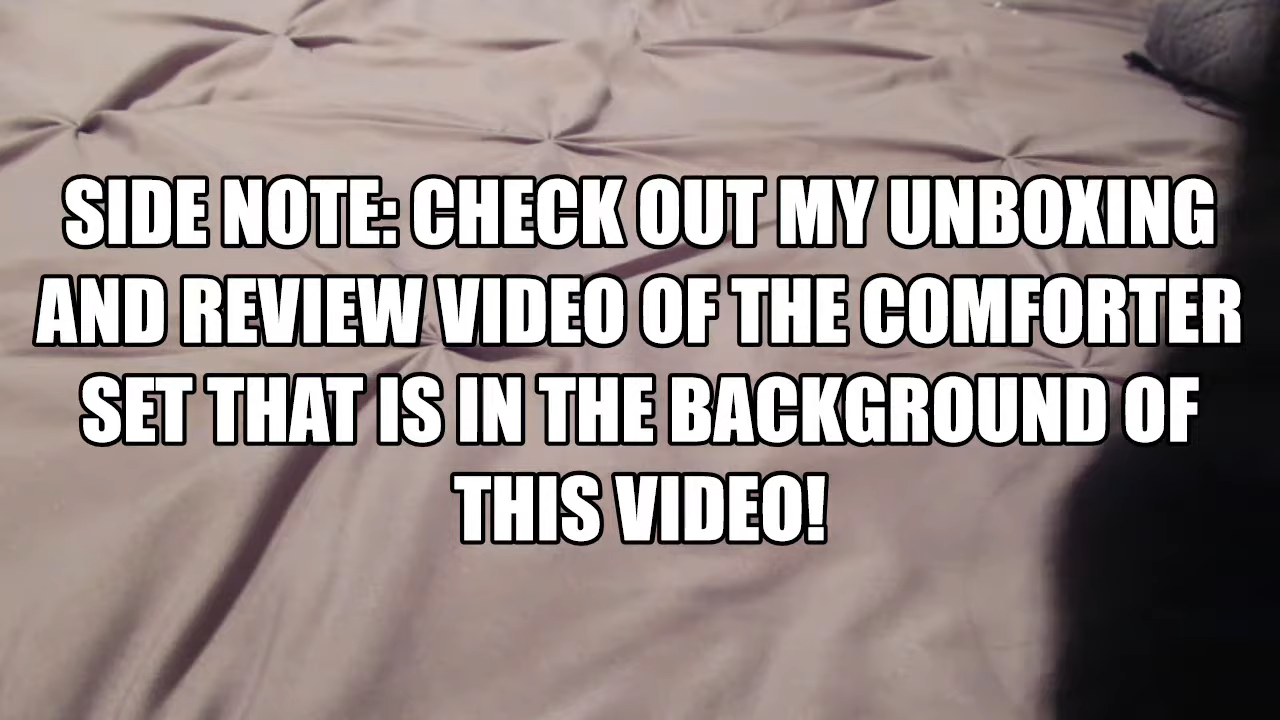 SIDE NOTE: CHECK OUT MY UNBOXING
AND REVIEW VIDEO OF THE COMFORTER
SET THAT IS IN THE BACKGROUND OF
THIS VIDEO!